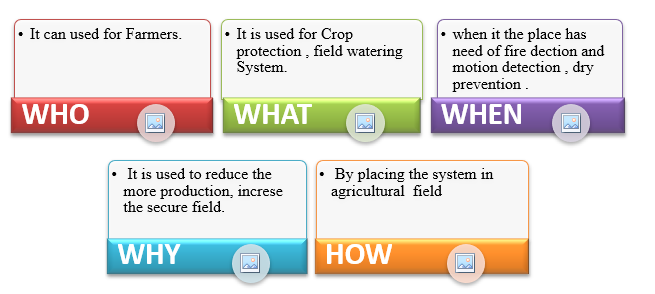 • It can used for Farmers.
WHO
• It is used for Crop
protection , field watering
System.
WHAT
• when it the place has
need of fire dection and
motion detection , dry
prevention .
WHEN
• It is used to reduce the
more production, increse
the secure field.
WHY
• By placing the system in
agricultural field
HOW